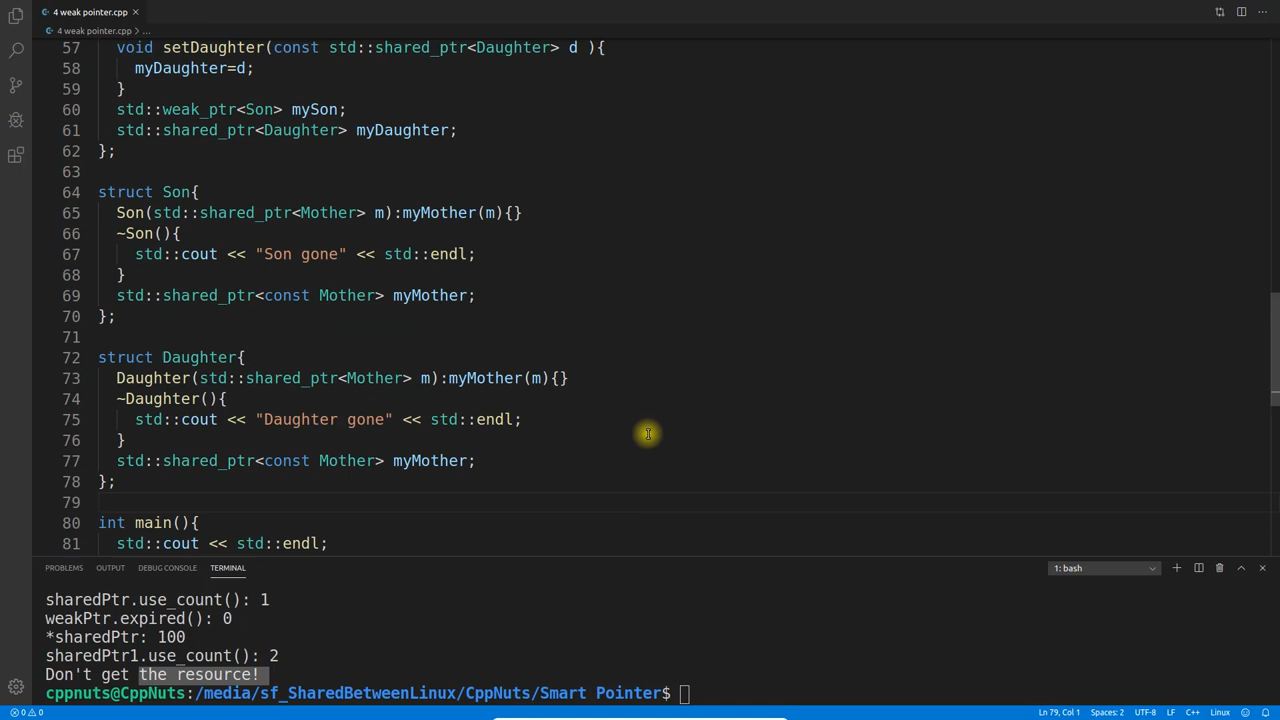 4 weak pointer.cpp ×
4 weak pointer.cpp › ...
57 void setDaughter(const std::shared_ptr<Daughter> d ){
58 myDaughter=d;
59 }
60 std::weak_ptr<Son> mySon;
61 std::shared_ptr<Daughter> myDaughter;
62 };
63
64 struct Son{
65 Son(std::shared_ptr<Mother> m):myMother(m){}
66 ~Son(){
67 std::cout << "Son gone" << std::endl;
68 }
69 std::shared_ptr<const Mother> myMother;
70 };
71
72 struct Daughter{
73 Daughter(std::shared_ptr<Mother> m):myMother(m){}
74 ~Daughter(){
75 std::cout << "Daughter gone" << std::endl;
76 }
77 std::shared_ptr<const Mother> myMother;
78 };
79
80 int main(){
81 std::cout << std::endl;
PROBLEMS OUTPUT DEBUG CONSOLE TERMINAL 1: bash
sharedPtr.use_count(): 1
weakPtr.expired(): 0
*sharedPtr: 100
sharedPtr1.use_count(): 2
Don't get the resource!
cppnuts@CppNuts:/media/sf_SharedBetweenLinux/CppNuts/Smart Pointer$
0 0 Ln 79, Col 1 Spaces: 2 UTF-8 LF C++ Linux